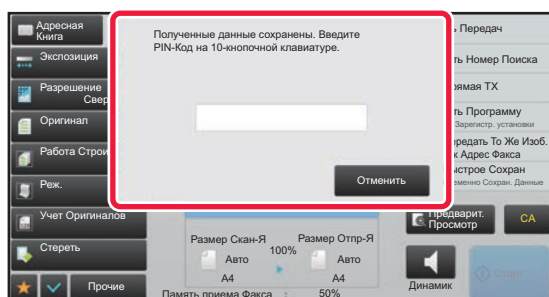 Адресная
Книга
Экспозиция
Разрешение
Свер
Оригинал
Работа Строи
Реж.
Учет Оригиналов
Стереть
Прочие
Полученные данные сохранены. Введите
PIN-Код на 10-кнопочной клавиатуре.
Отменить
Размер Скан-Я
100%
Размер Отпр-Я
Авто
A4
Авто
A4
Память приема Факса : 50%
ь Передач
ть Номер Поиска
рямая TX
ть Программу
Зарегистр. установки
редать То Же Изоб.
к Адрес Факса
ыстрое Сохран
еменно Сохран. Данные
Предварит.
Просмотр
CA
Динамик
Старт